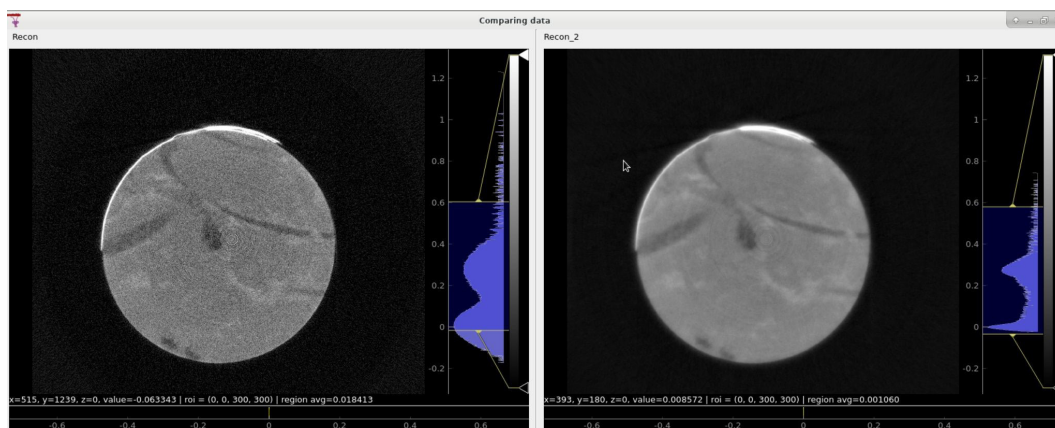 Comparing data
Recon
Recon_2
1.2
1
0.8
0.6
0.4
0.2
0
-0.2
1.2
1
0.8
0.6
0.4
0.2
0
-0.2
x=515, y=1239, z=0, value=-0.063343 | roi = (0, 0, 300, 300) | region avg=0.018413
x=393, y=180, z=0, value=0.008572 | roi = (0, 0, 300, 300) | region avg=0.001060
-0.6 -0.4 -0.2 0 0.2 0.4 0.6
-0.6 -0.4 -0.2 0 0.2 0.4 0.6